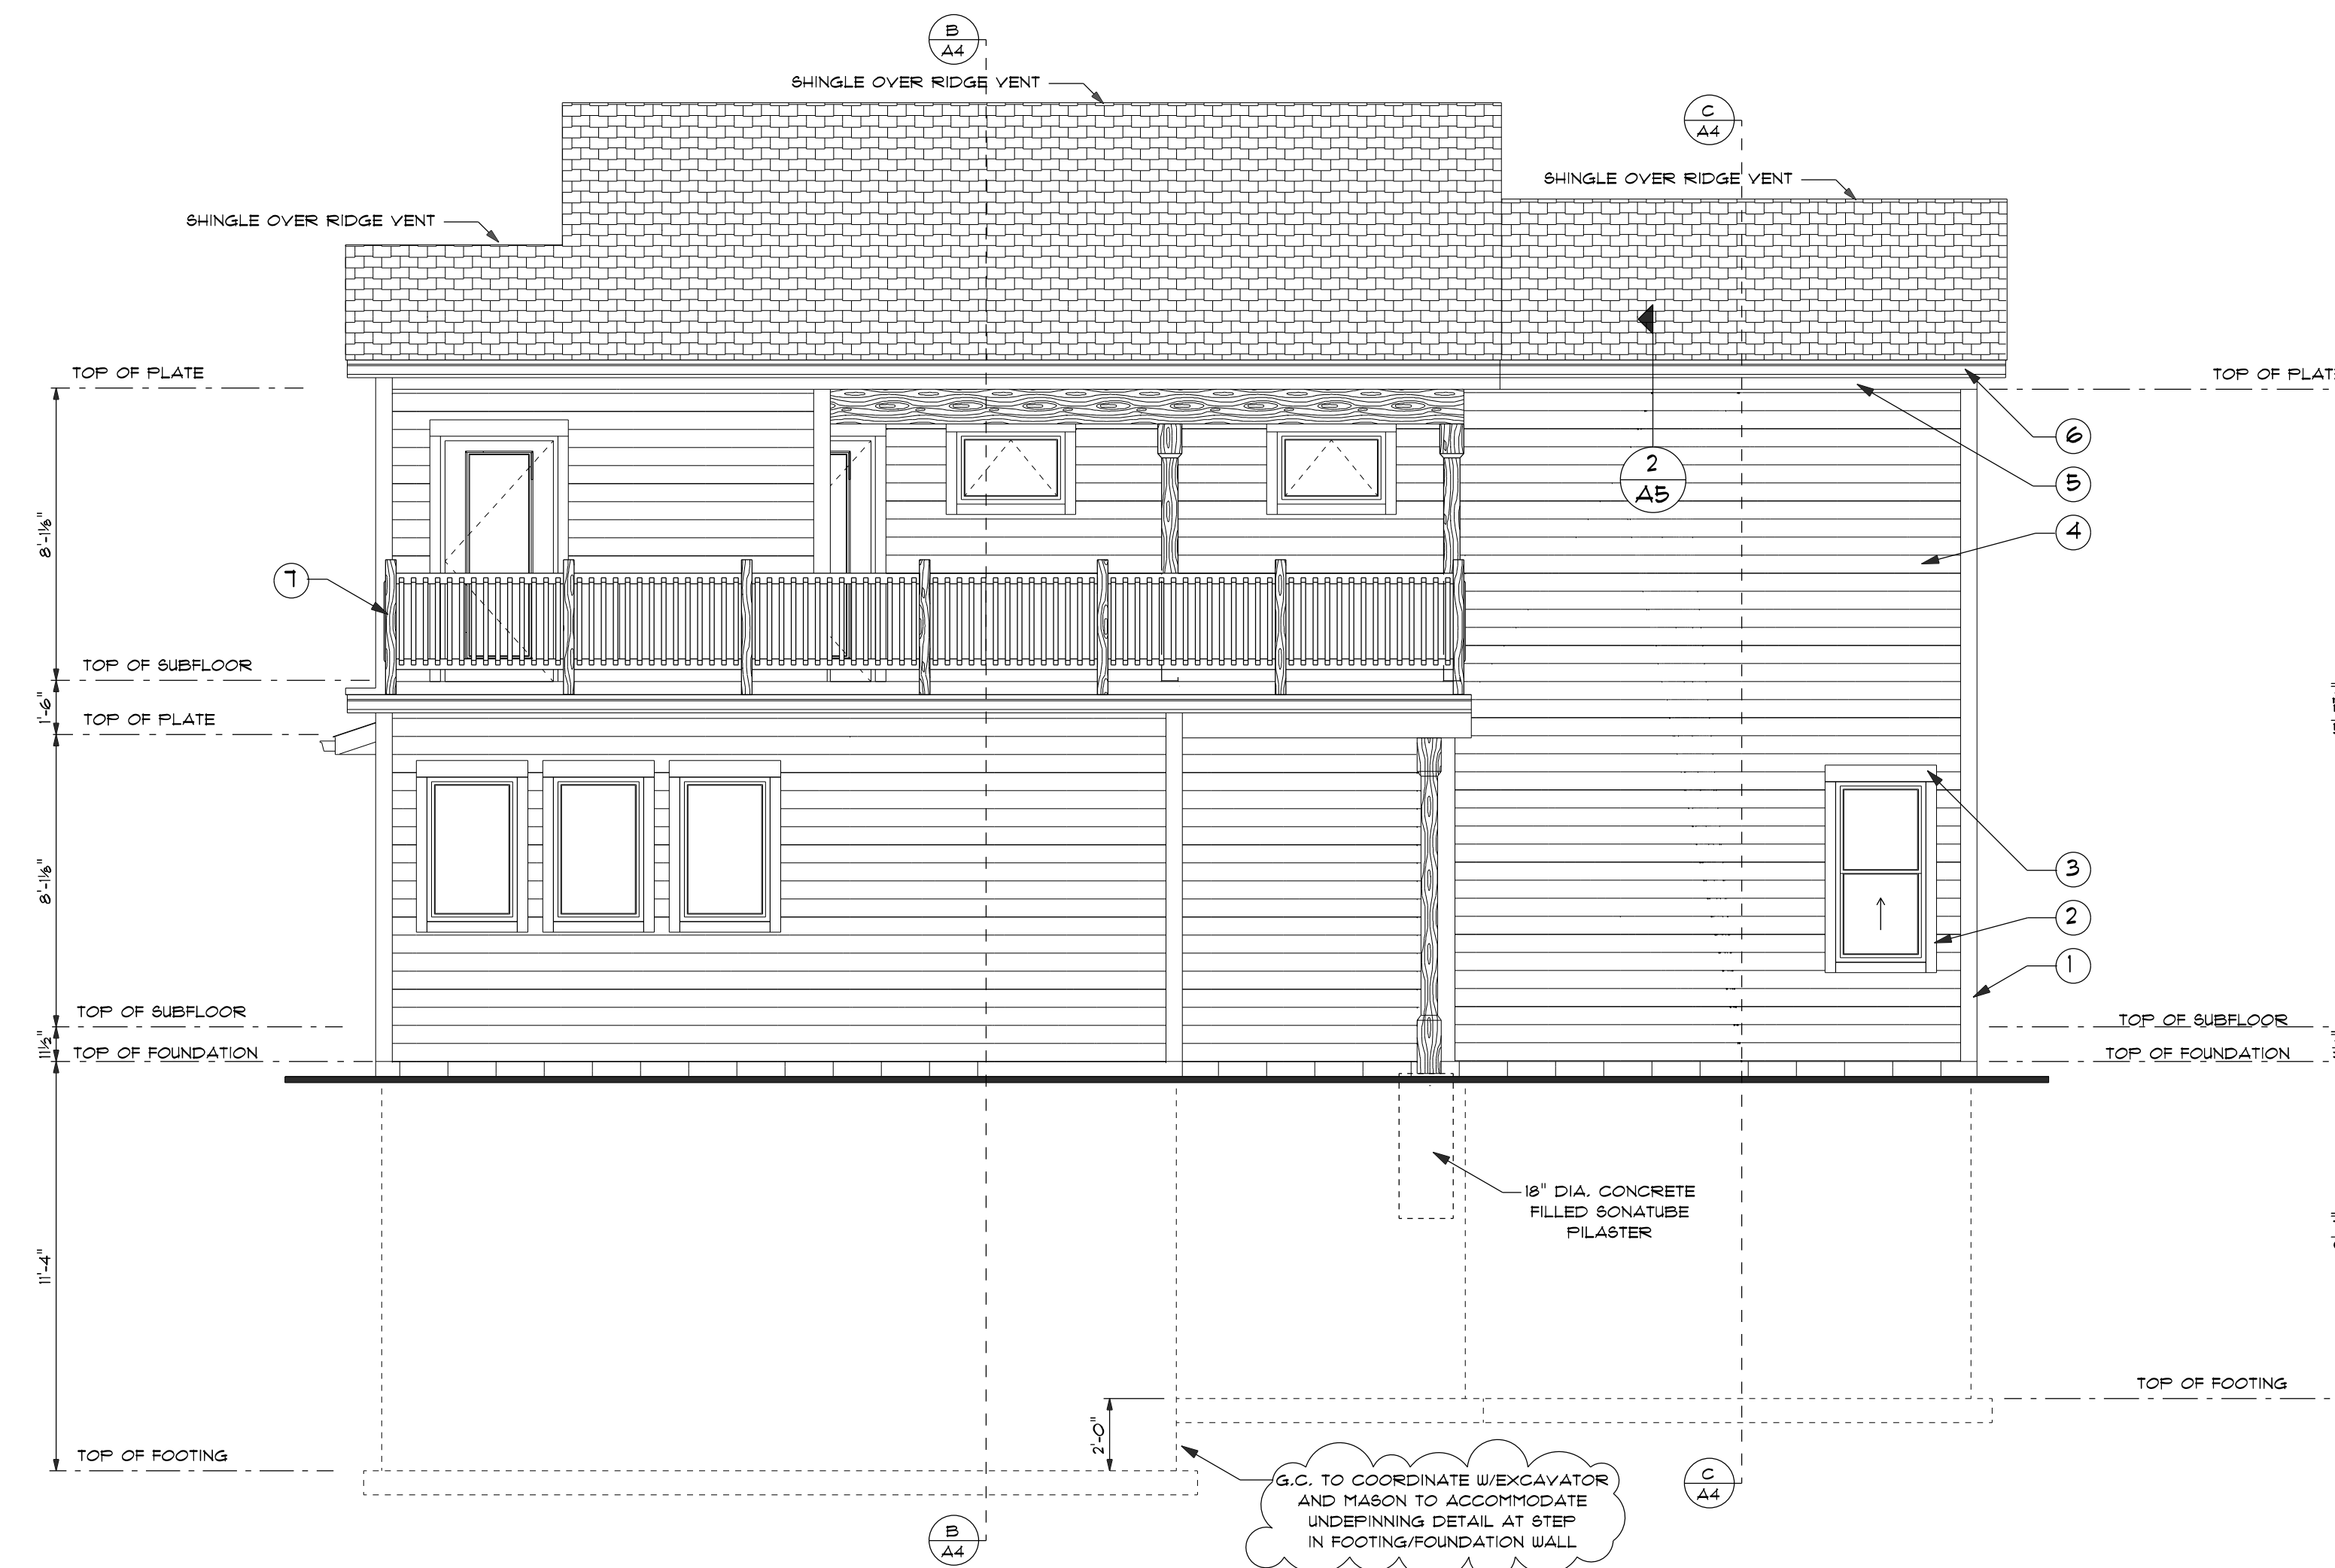 B
A4
SHINGLE OVER RIDGE VENT
C
A4
SHINGLE OVER RIDGE VENT
SHINGLE OVER RIDGE VENT
TOP OF PLATE
TOP OF PLATE
6
2
A5
5
8'-1⅛"
4
7
TOP OF SUBFLOOR
1'-6"
TOP OF PLATE
8'-1⅛"
3
2
1
TOP OF SUBFLOOR
TOP OF SUBFLOOR
11½"
TOP OF FOUNDATION
TOP OF FOUNDATION
18" DIA. CONCRETE
FILLED SONATUBE
PILASTER
11'-4"
TOP OF FOOTING
2'-0"
TOP OF FOOTING
G.C. TO COORDINATE W/EXCAVATOR
AND MASON TO ACCOMMODATE
UNDEPINNING DETAIL AT STEP
IN FOOTING/FOUNDATION WALL
C
A4
B
A4